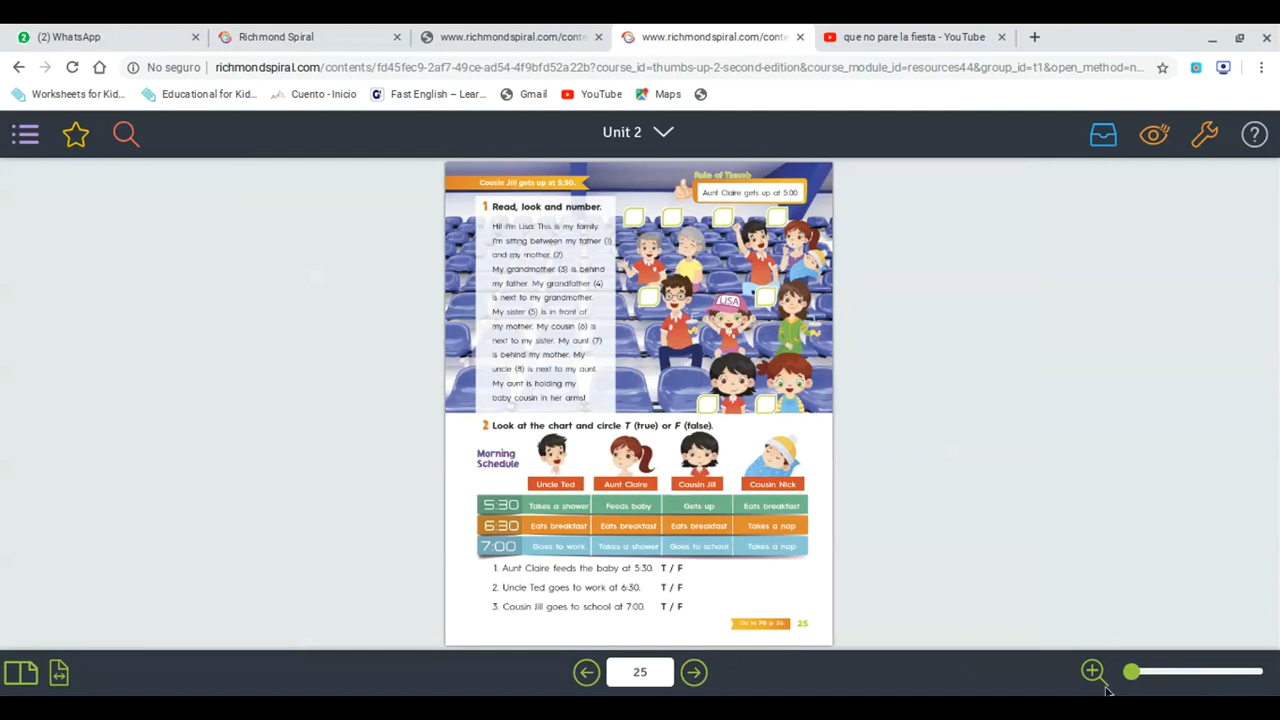 (2) WhatsApp
Richmond Spiral
www.richmondspiral.com/conte
www.richmondspiral.com/conte
que no pare la fiesta - YouTube
No seguro
richmondspiral.com/contents/fd45fec9-2af7-49ce-ad54-4f9bfd52a22b?course_id=thumbs-up-2-second-edition&course_module_id=resources44&group_id=t1&open_method=n...
Worksheets for Kid...
Educational for Kid...
Cuento - Inicio
Fast English – Lear...
Gmail
YouTube
Maps
Unit 2
Cousin Jill gets up at 5:30.
Rule of Thumb
Aunt Claire gets up at 5:00
1 Read, look and number.
Hi! I'm Lisa. This is my family.
I'm sitting between my father (1)
and my mother. (2)
My grandmother (3) is behind
my father. My grandfather (4)
is next to my grandmother.
My sister (5) is in front of
my mother. My cousin (6) is
next to my sister. My aunt (7)
is behind my mother. My
uncle (8) is next to my aunt.
My aunt is holding my
baby cousin in her arms!
USA
2 Look at the chart and circle T (true) or F (false).
Morning
Schedule
Uncle Ted Aunt Claire Cousin Jill Cousin Nick
5:30 Takes a shower Feeds baby Gets up Eats breakfast
6:30 Eats breakfast Eats breakfast Eats breakfast Takes a nap
7:00 Goes to work Takes a shower Goes to school Takes a nap
1. Aunt Claire feeds the baby at 5:30. T / F
2. Uncle Ted goes to work at 6:30. T / F
3. Cousin Jill goes to school at 7:00. T / F
Go to PB p.
25
25